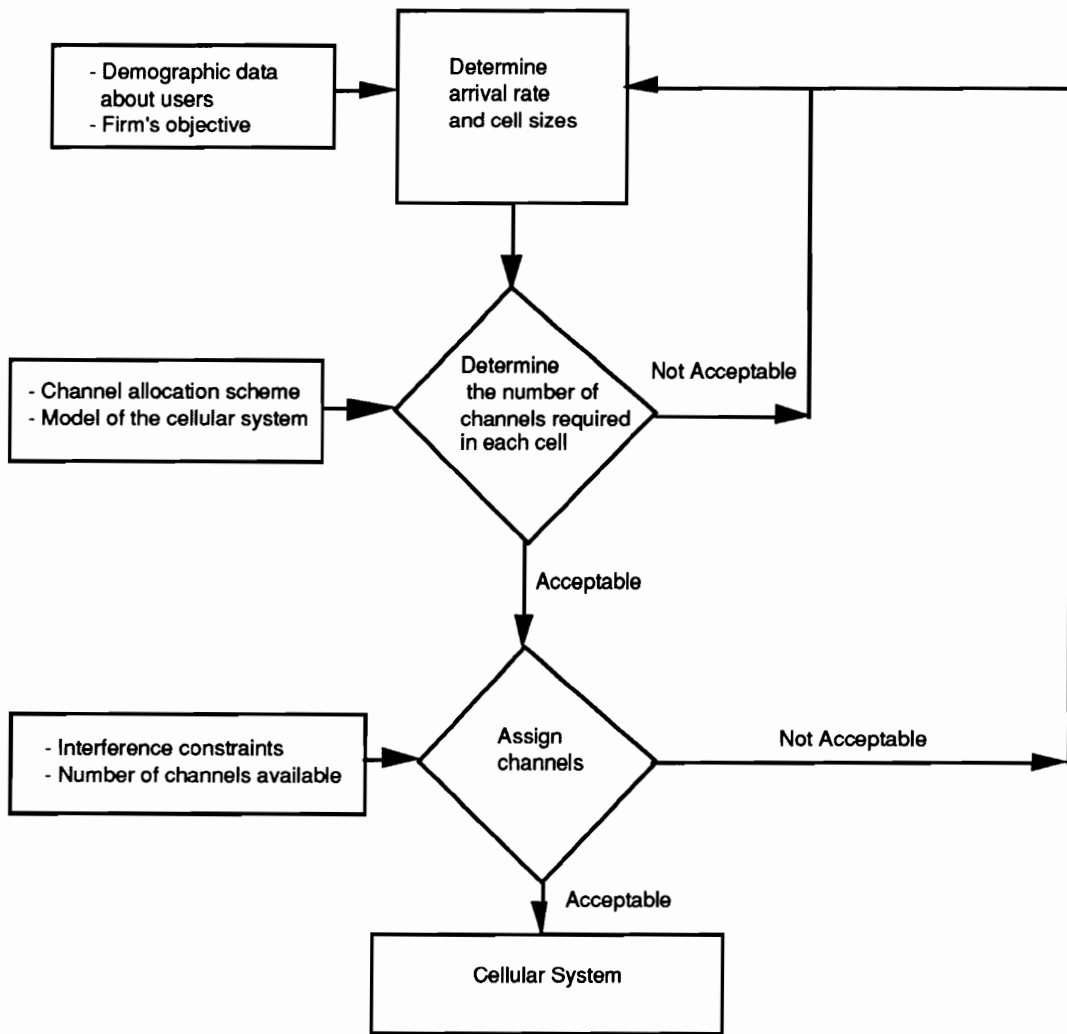 - Demographic data
about users
- Firm's objective
Determine
arrival rate
and cell sizes
- Channel allocation scheme
- Model of the cellular system
Determine
the number of
channels required
in each cell
Not Acceptable
Acceptable
- Interference constraints
- Number of channels available
Assign
channels
Not Acceptable
Acceptable
Cellular System